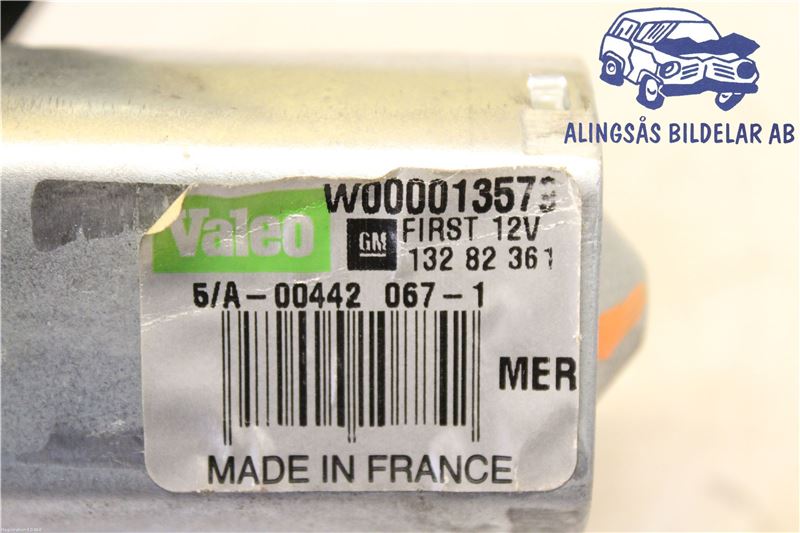 ALINGSÅS BILDELAR AB
Valeo
W000013573
GM
FIRST 12V
132 82 361
5/A-00442 067-1
MER
MADE IN FRANCE